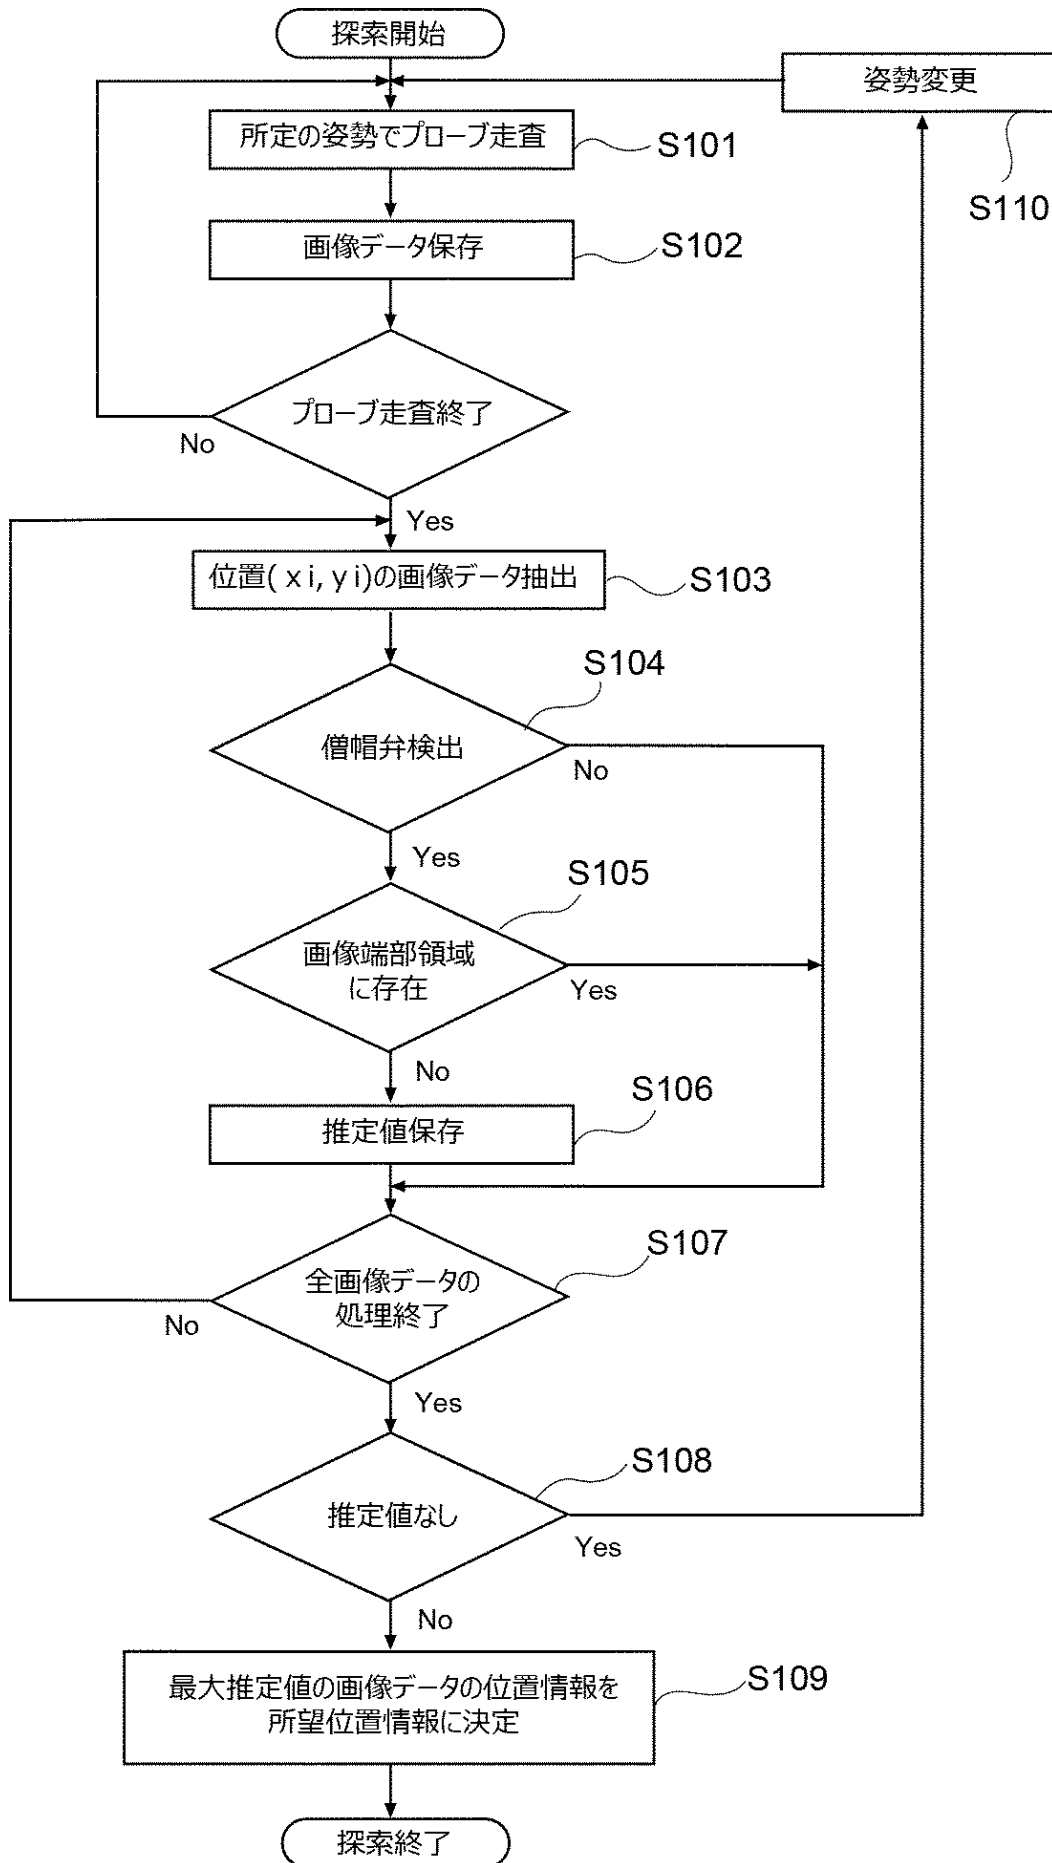 探索開始
姿勢変更
S110
所定の姿勢でプローブ走査
S101
画像データ保存
S102
プローブ走査終了
No
Yes
位置(xi,yi)の画像データ抽出
S103
S104
僧帽弁検出
No
Yes
S105
画像端部領域
に存在
Yes
No
S106
推定値保存
S107
全画像データの
処理終了
No
Yes
S108
推定値なし
Yes
No
最大推定値の画像データの位置情報を
所望位置情報に決定
S109
探索終了